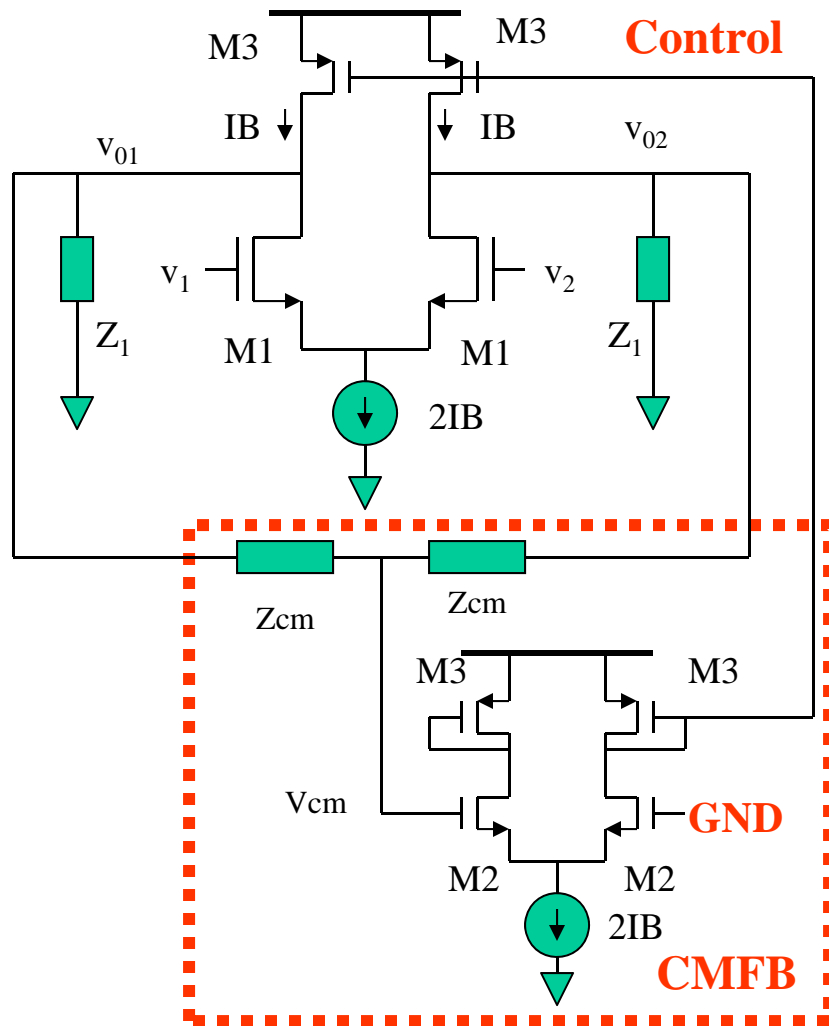 M3
M3
Control
IB
IB
v01
v02
v1
v2
Z1
Z1
M1
M1
2IB
Zcm
Zcm
M3
M3
Vcm
GND
M2
M2
2IB
CMFB